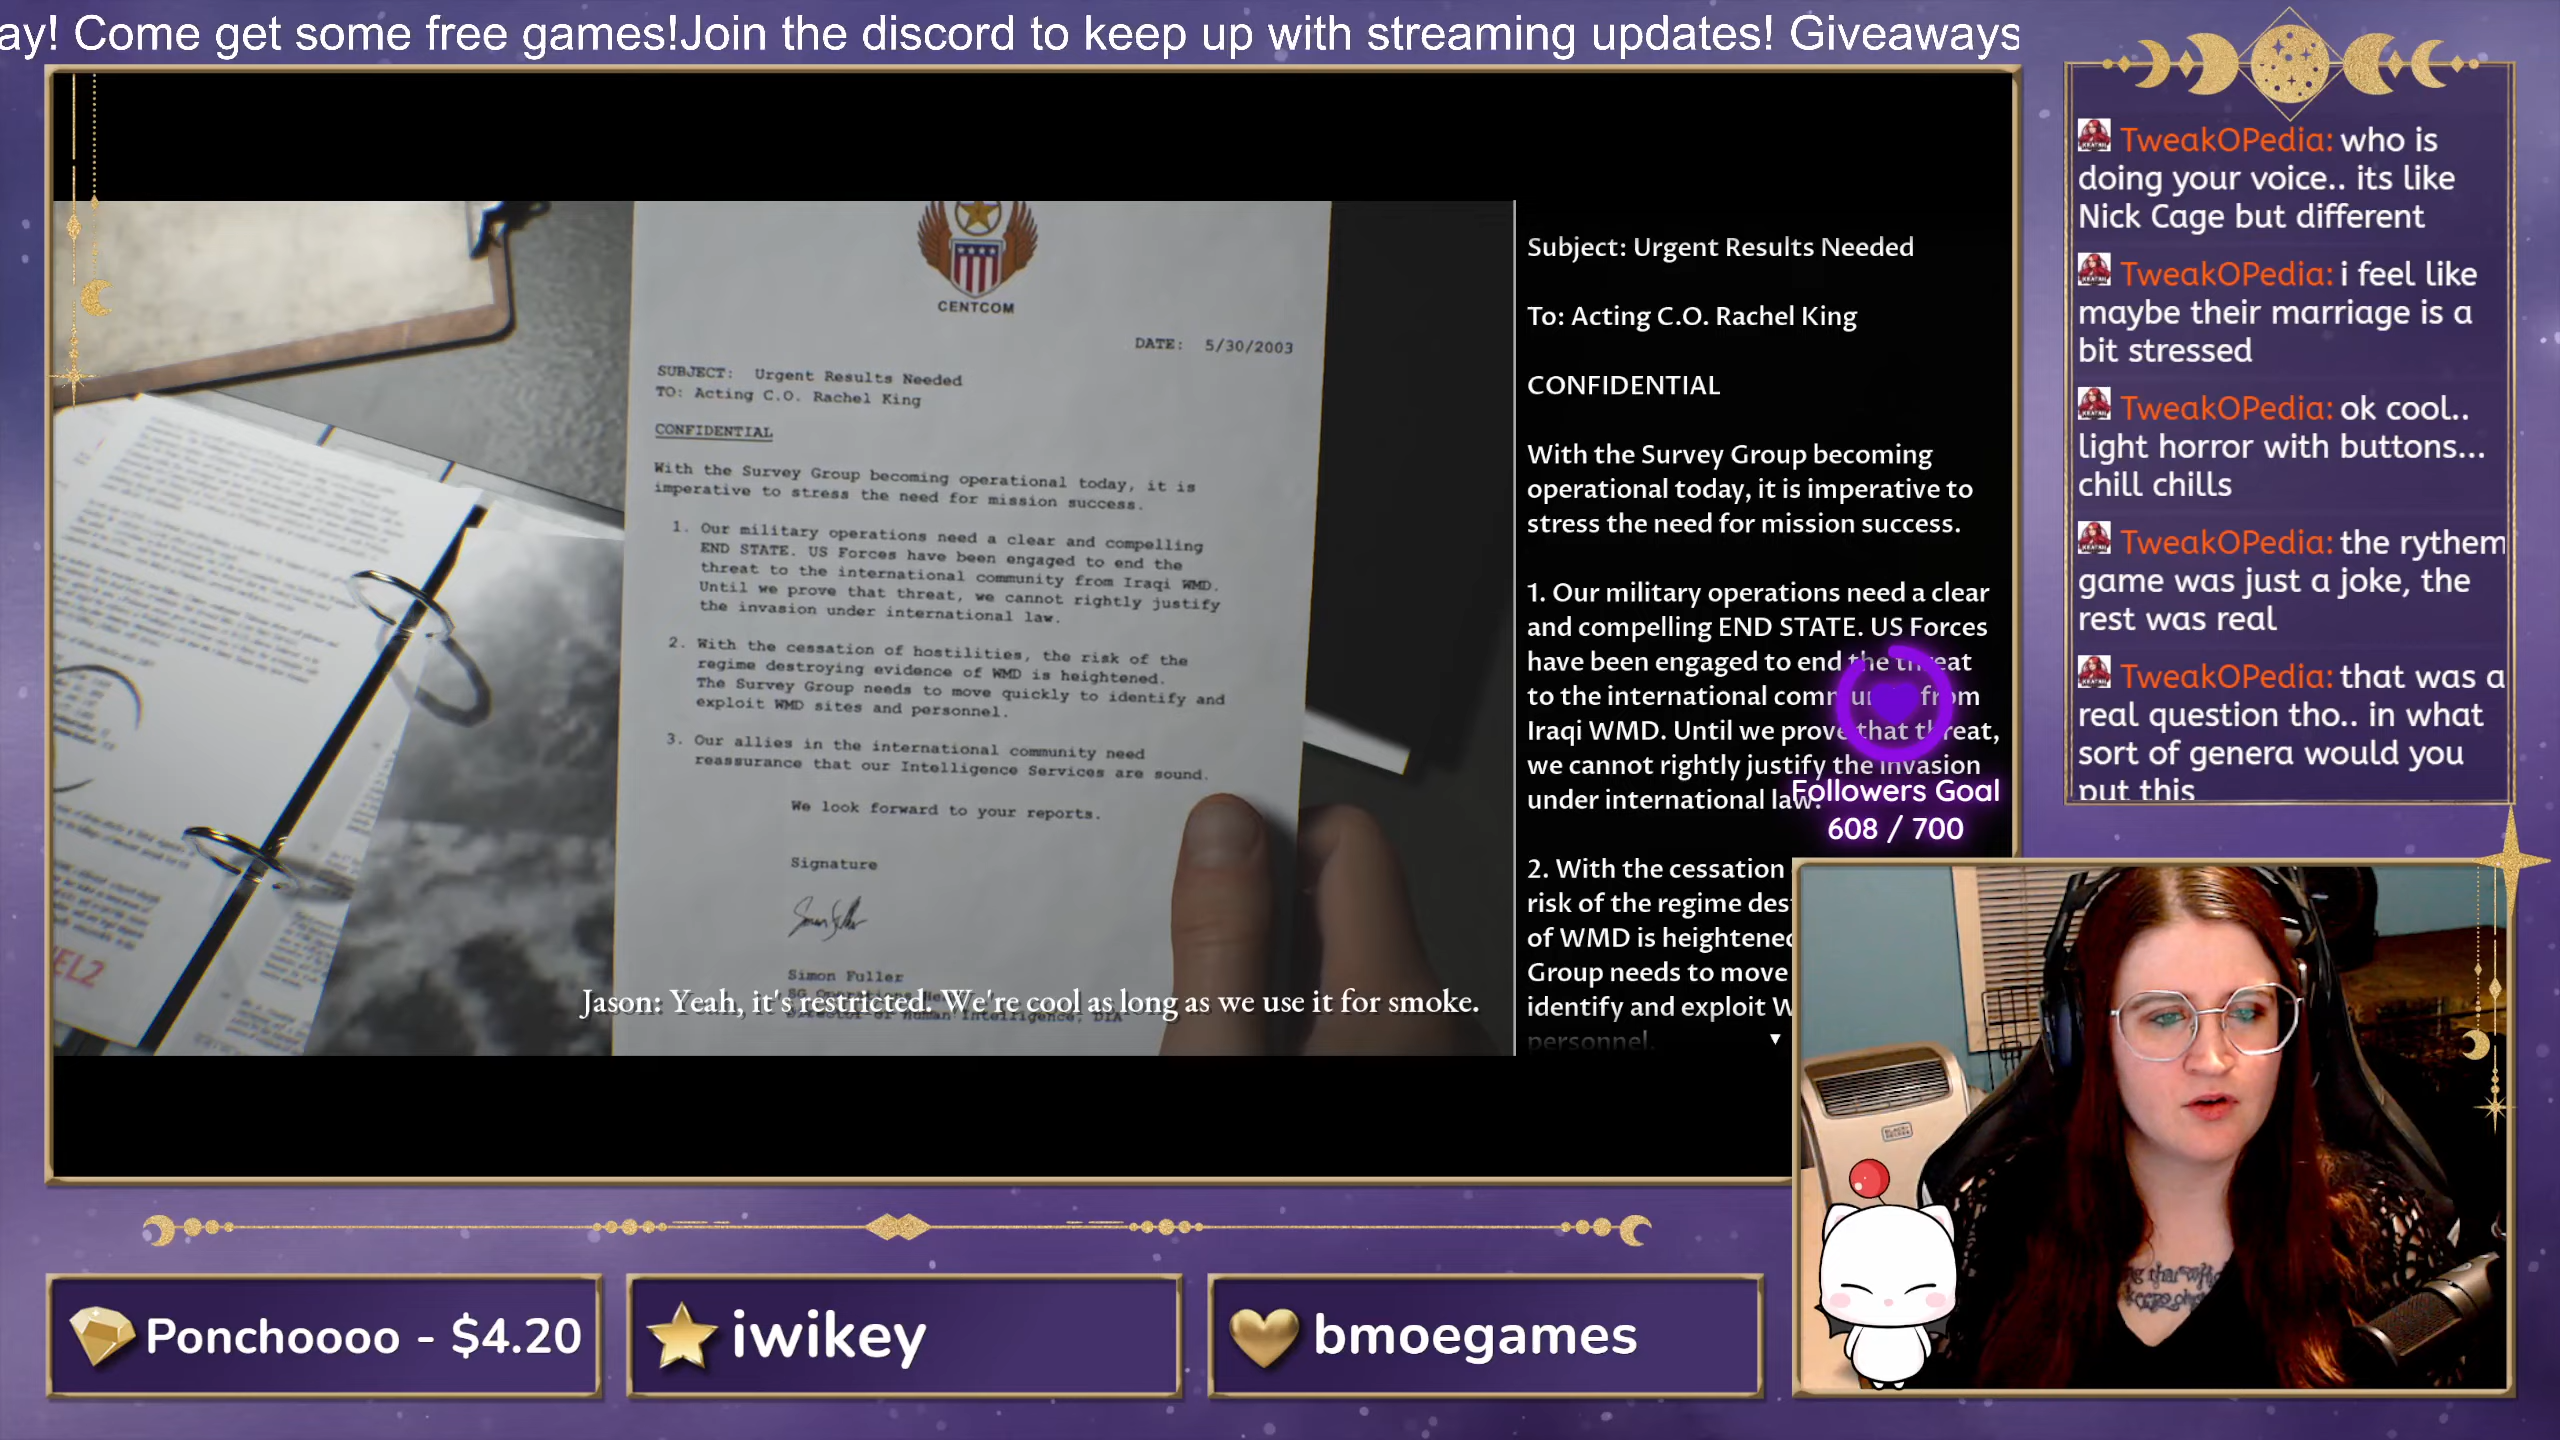 ay! Come get some free games!Join the discord to keep up with streaming updates! Giveaways
CENTCOM
DATE: 5/30/2003
SUBJECT: Urgent Results Needed
TO: Acting C.O. Rachel King
CONFIDENTIAL
With the Survey Group becoming operational today, it is
imperative to stress the need for mission success.
1. Our military operations need a clear and compelling
END STATE. US Forces have been engaged to end the
threat to the international community from Iraqi WMD.
Until we prove that threat, we cannot rightly justify
the invasion under international law.
2. With the cessation of hostilities, the risk of the
regime destroying evidence of WMD is heightened.
The Survey Group needs to move quickly to identify and
exploit WMD sites and personnel.
3. Our allies in the international community need
reassurance that our Intelligence Services are sound.
We look forward to your reports.
Signature
Simon Fuller
Jason: Yeah, it's restricted. We're cool as long as we use it for smoke.
Subject: Urgent Results Needed
To: Acting C.O. Rachel King
CONFIDENTIAL
With the Survey Group becoming
operational today, it is imperative to
stress the need for mission success.
1. Our military operations need a clear
and compelling END STATE. US Forces
have been engaged to end the threat
to the international community from
Iraqi WMD. Until we prove that threat,
we cannot rightly justify the invasion
under international law.
2. With the cessation
risk of the regime des
of WMD is heightened
Group needs to move
identify and exploit W
personnel.
Followers Goal
608 / 700
TweakOPedia: who is
doing your voice.. its like
Nick Cage but different
TweakOPedia: i feel like
maybe their marriage is a
bit stressed
TweakOPedia: ok cool..
light horror with buttons...
chill chills
TweakOPedia: the rythem
game was just a joke, the
rest was real
TweakOPedia: that was a
real question tho.. in what
sort of genera would you
put this
Ponchoooo - $4.20
iwikey
bmoegames